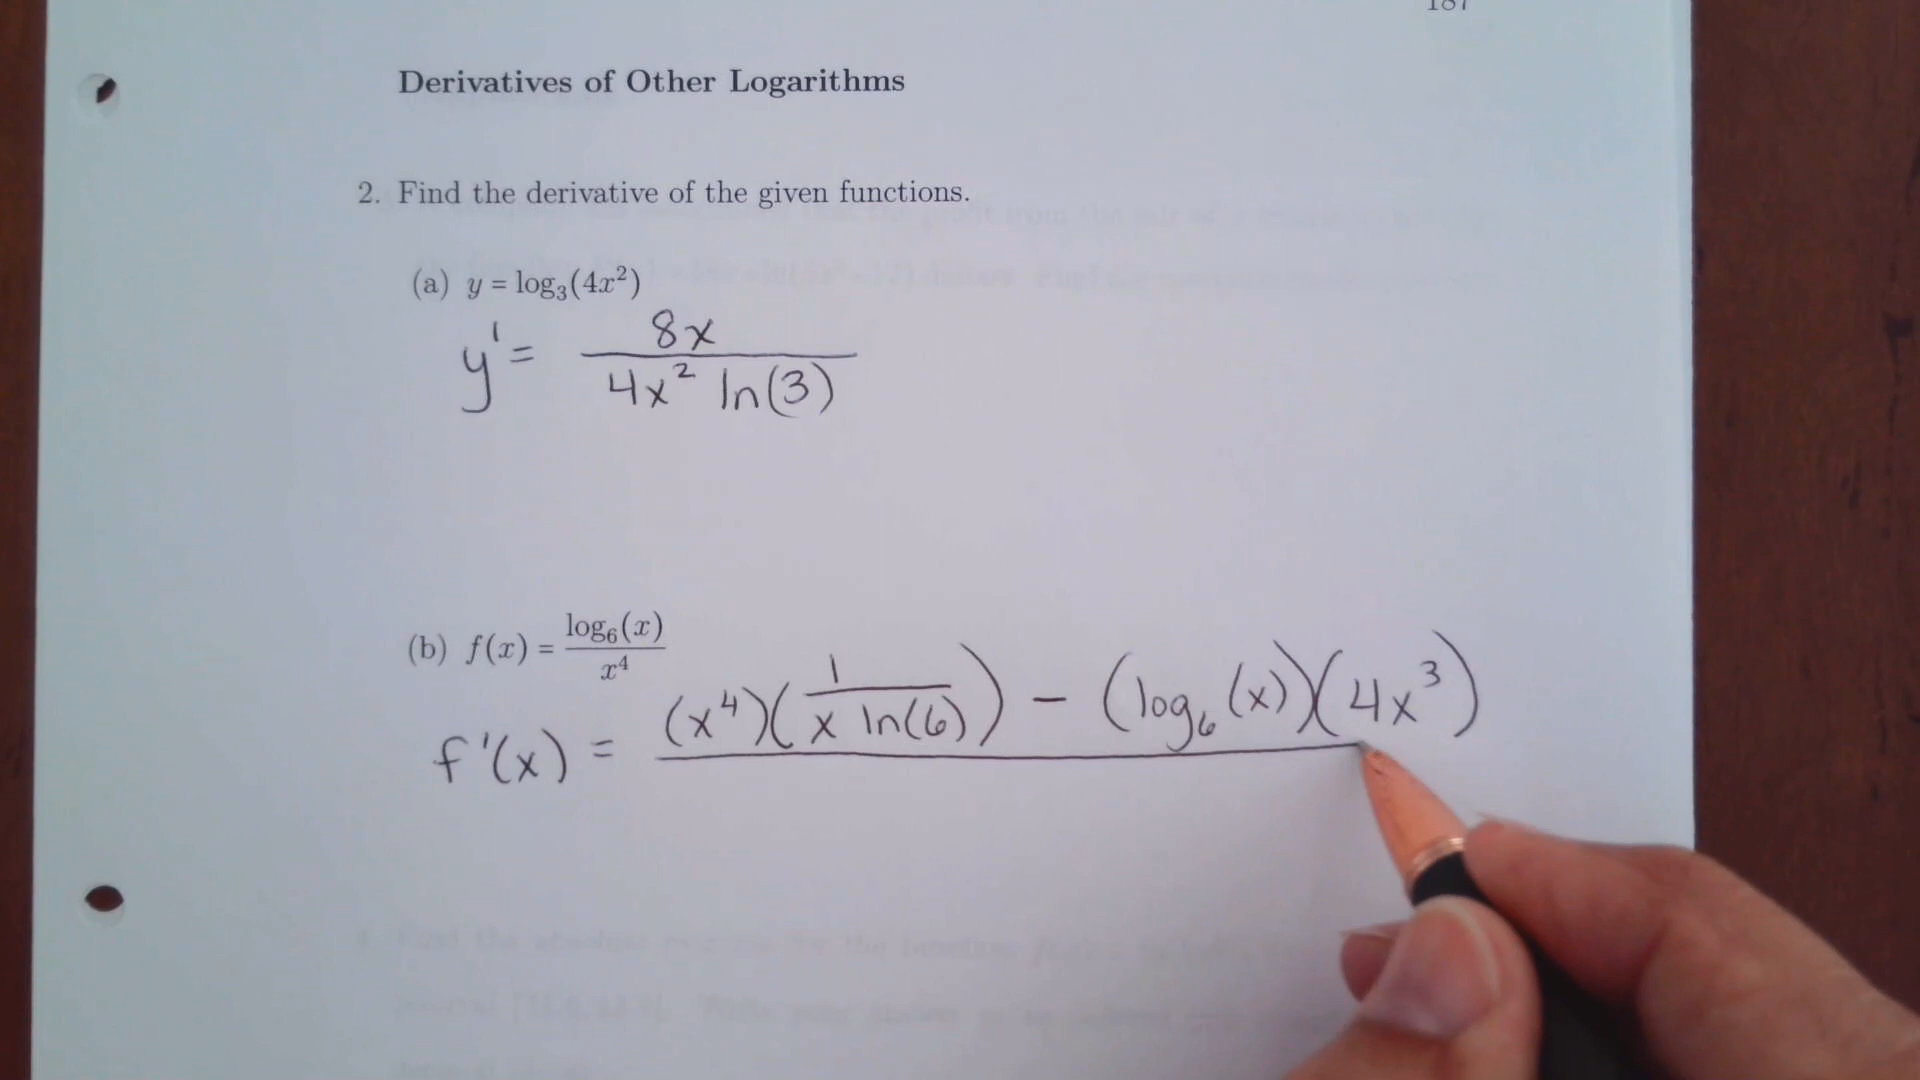 187
Derivatives of Other Logarithms
2. Find the derivative of the given functions.
(a) y = log₃(4x²)
y' = 8x / (4x² ln(3))
(b) f(x) = log₆(x) / x⁴
f'(x) = (x⁴)(1 / (x ln(6))) − (log₆(x))(4x³)